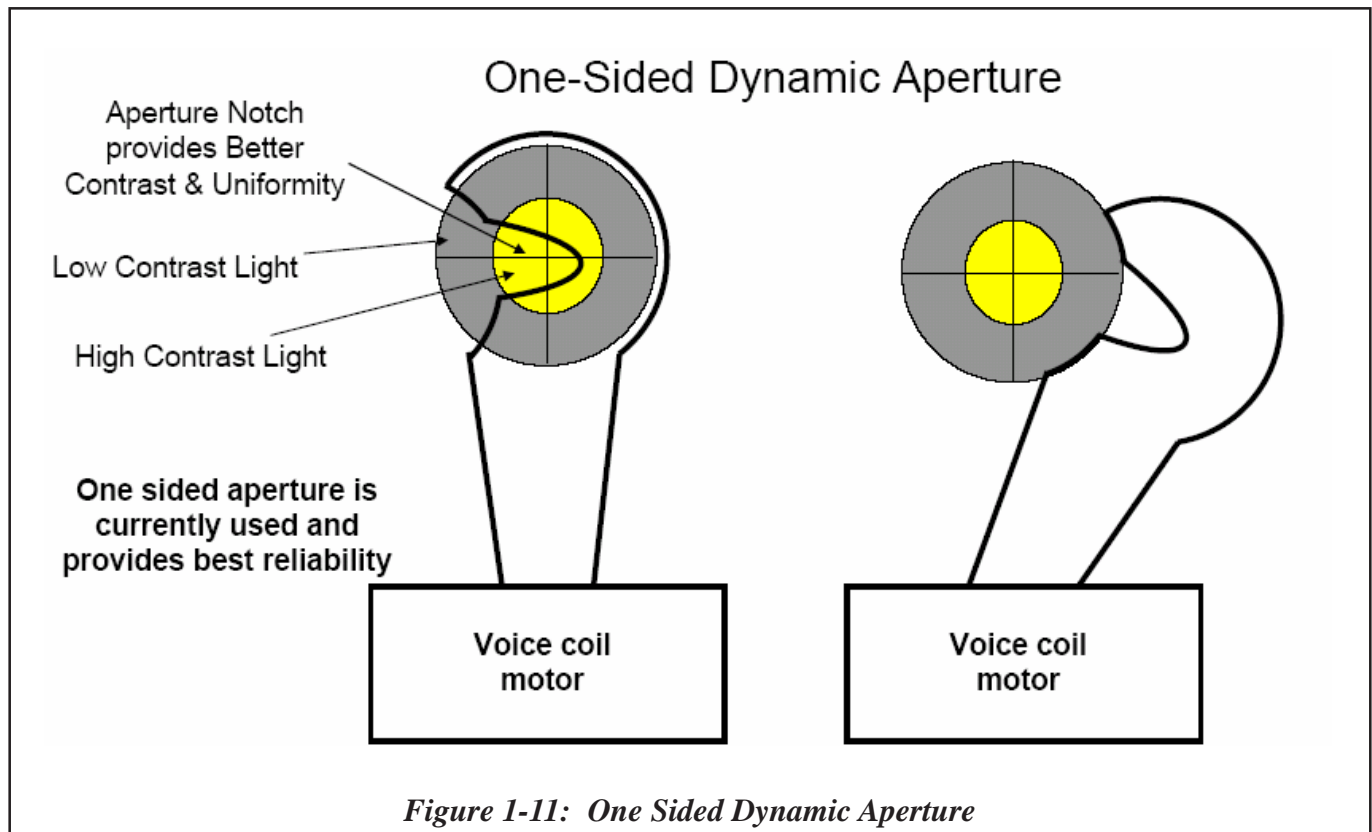 One-Sided Dynamic Aperture
Aperture Notch
provides Better
Contrast & Uniformity
Low Contrast Light
High Contrast Light
One sided aperture is
currently used and
provides best reliability
Voice coil
motor
Voice coil
motor
Figure 1-11: One Sided Dynamic Aperture